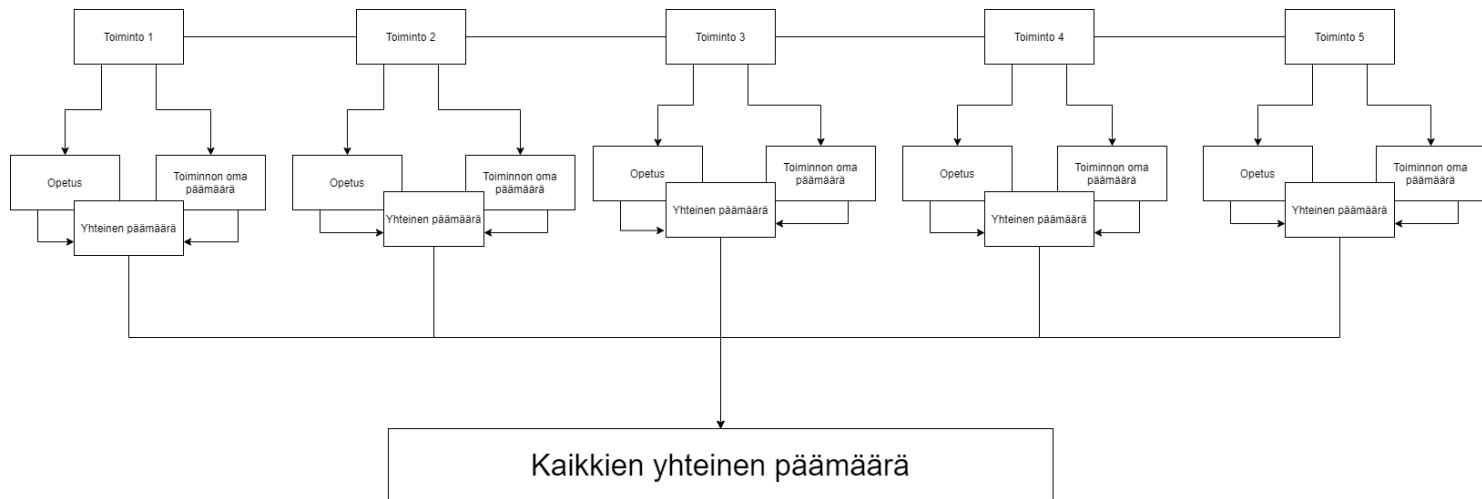 Toiminto 1
Toiminto 2
Toiminto 3
Toiminto 4
Toiminto 5
Opetus
Toiminnon oma
päämäärä
Yhteinen päämäärä
Opetus
Toiminnon oma
päämäärä
Yhteinen päämäärä
Opetus
Toiminnon oma
päämäärä
Yhteinen päämäärä
Opetus
Toiminnon oma
päämäärä
Yhteinen päämäärä
Opetus
Toiminnon oma
päämäärä
Yhteinen päämäärä
Kaikkien yhteinen päämäärä